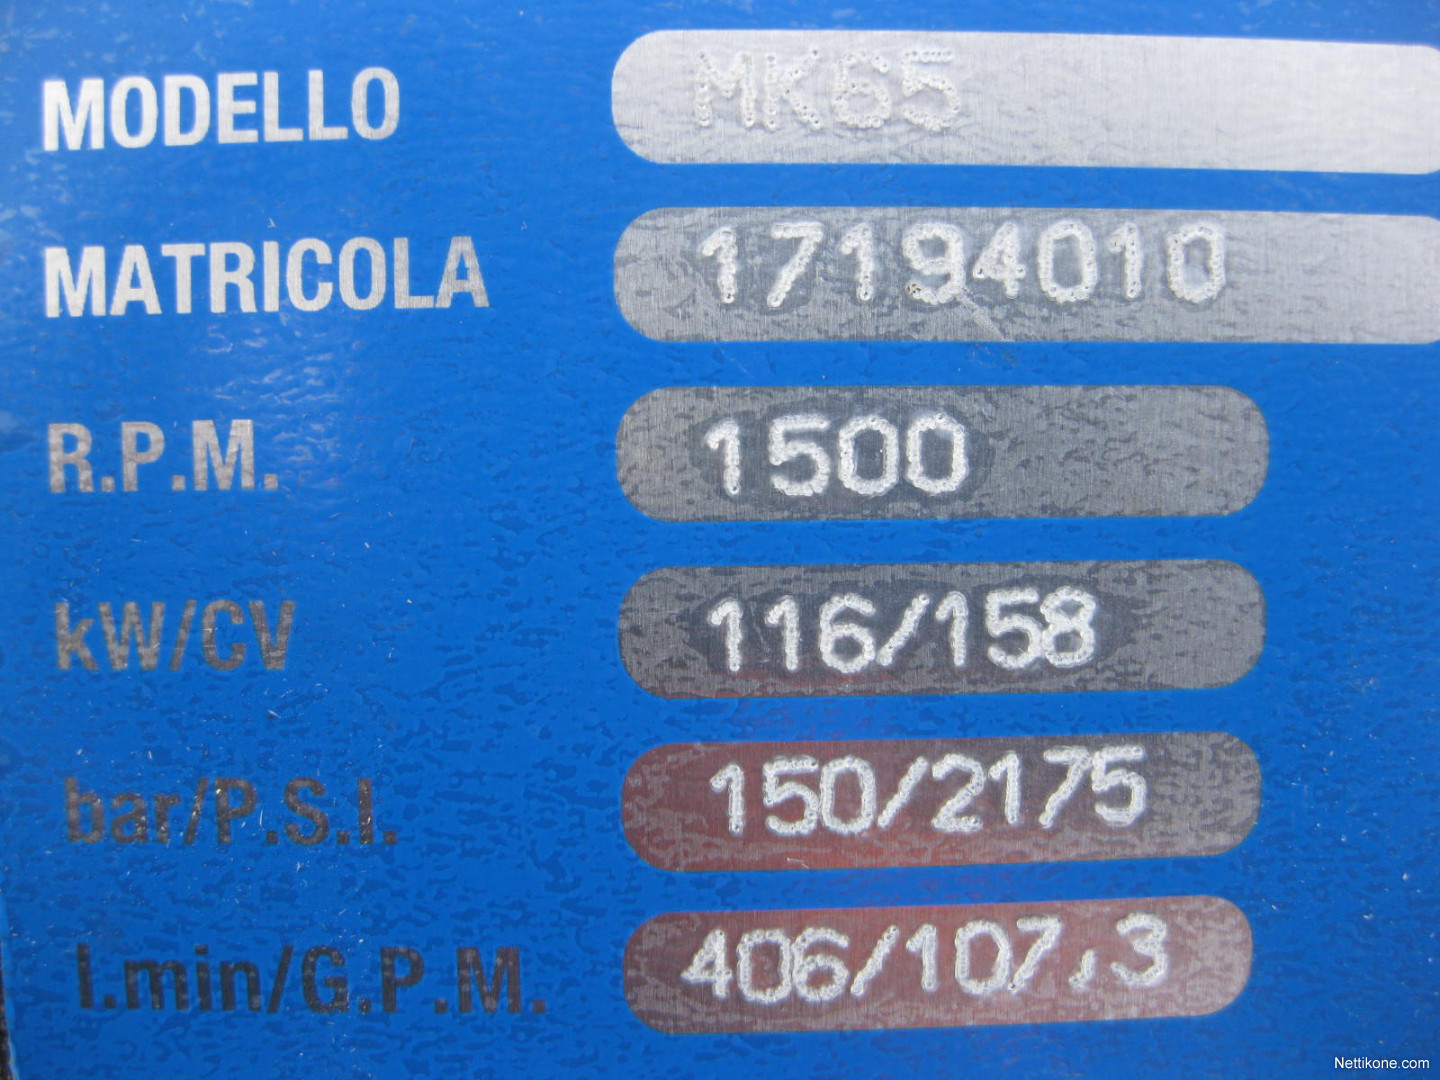 MODELLO MK65
MATRICOLA 17194010
R.P.M. 1500
kW/CV 116/158
bar/P.S.I. 150/2175
l.min/G.P.M. 406/107,3
Nettikone.com